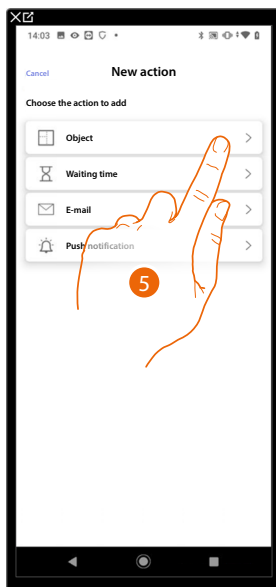 14:03
Cancel New action
Choose the action to add
Object
Waiting time
E-mail
Push notification
5